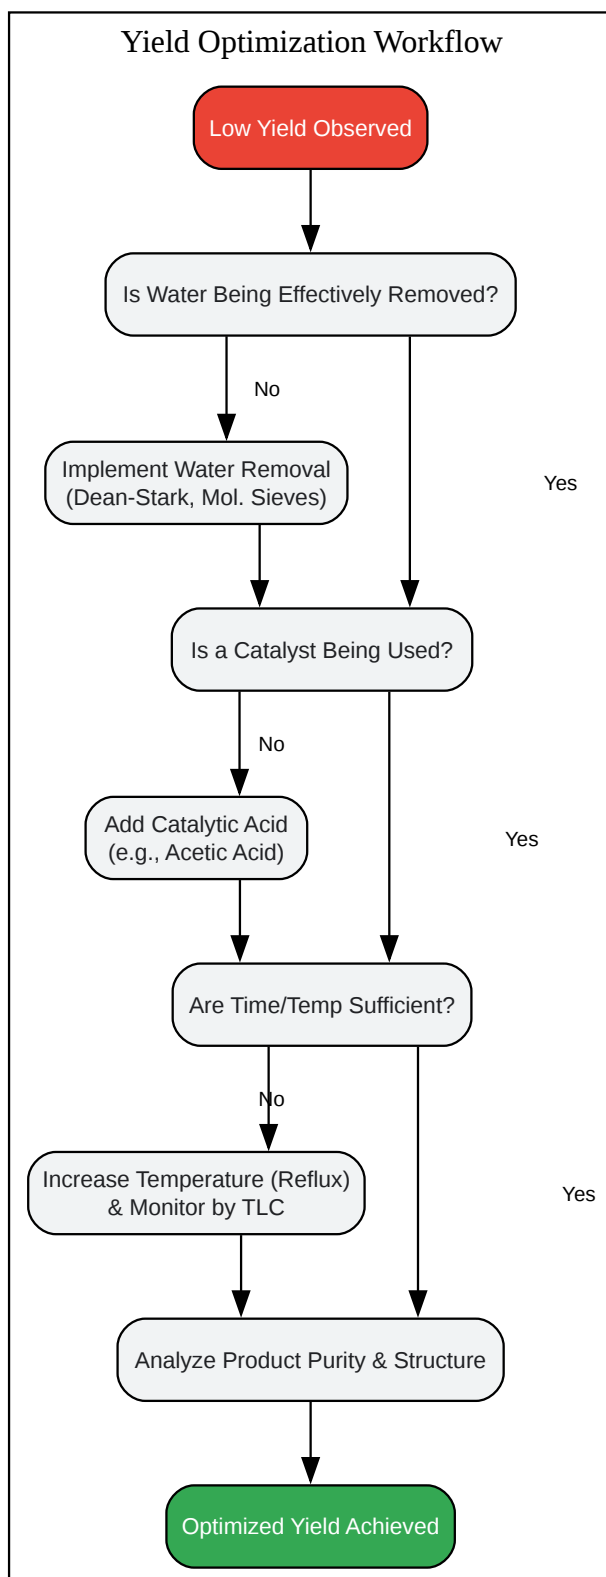 Yield Optimization Workflow
Low Yield Observed
Is Water Being Effectively Removed?
No
Implement Water Removal
(Dean-Stark, Mol. Sieves)
Yes
Is a Catalyst Being Used?
No
Add Catalytic Acid
(e.g., Acetic Acid)
Yes
Are Time/Temp Sufficient?
No
Increase Temperature (Reflux)
& Monitor by TLC
Yes
Analyze Product Purity & Structure
Optimized Yield Achieved